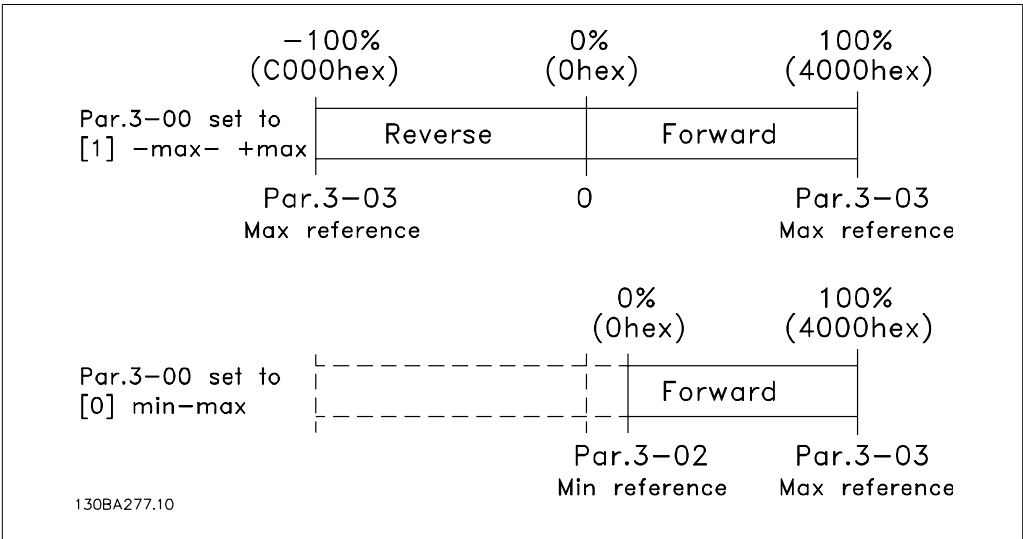 −100% 0% 100%
(C000hex) (0hex) (4000hex)
Par.3−00 set to
[1] −max− +max
Reverse Forward
Par.3−03 0 Par.3−03
Max reference Max reference
0% 100%
(0hex) (4000hex)
Par.3−00 set to
[0] min−max
Forward
Par.3−02 Par.3−03
Min reference Max reference
130BA277.10